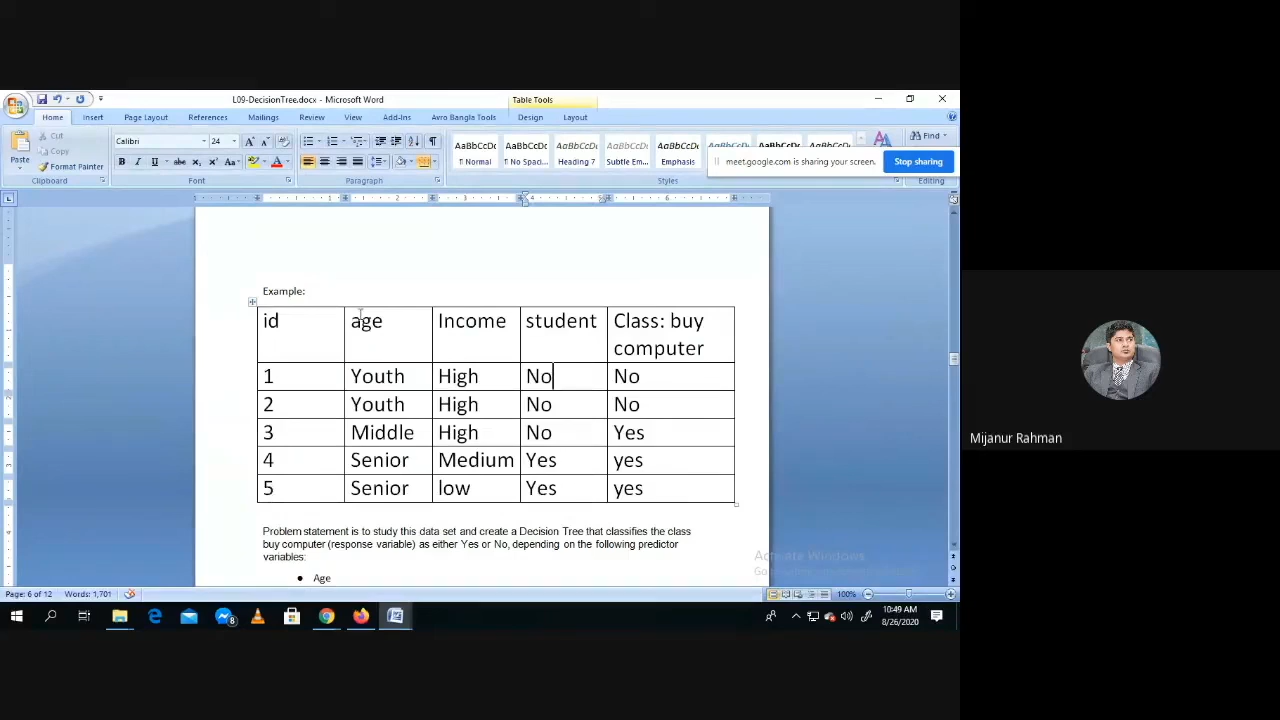 L09-DecisionTree.docx - Microsoft Word
Table Tools
Home Insert Page Layout References Mailings Review View Add-Ins Avro Bangla Tools Design Layout
Paste
Cut
Copy
Format Painter
Clipboard
Calibri 24
Font
Paragraph
AaBbCcDc AaBbCcDc AaBbCcDc AaBbCcDc AaBbCcDc
¶ Normal ¶ No Spaci... Heading 7 Subtle Em... Emphasis
Styles
Find
Editing
meet.google.com is sharing your screen. Stop sharing
Example:
id age Income student Class: buy
computer
1 Youth High No No
2 Youth High No No
3 Middle High No Yes
4 Senior Medium Yes yes
5 Senior low Yes yes
Problem statement is to study this data set and create a Decision Tree that classifies the class
buy computer (response variable) as either Yes or No, depending on the following predictor
variables:
● Age
Activate Windows
Page: 6 of 12 Words: 1,701 100%
8
10:49 AM
8/26/2020
Mijanur Rahman